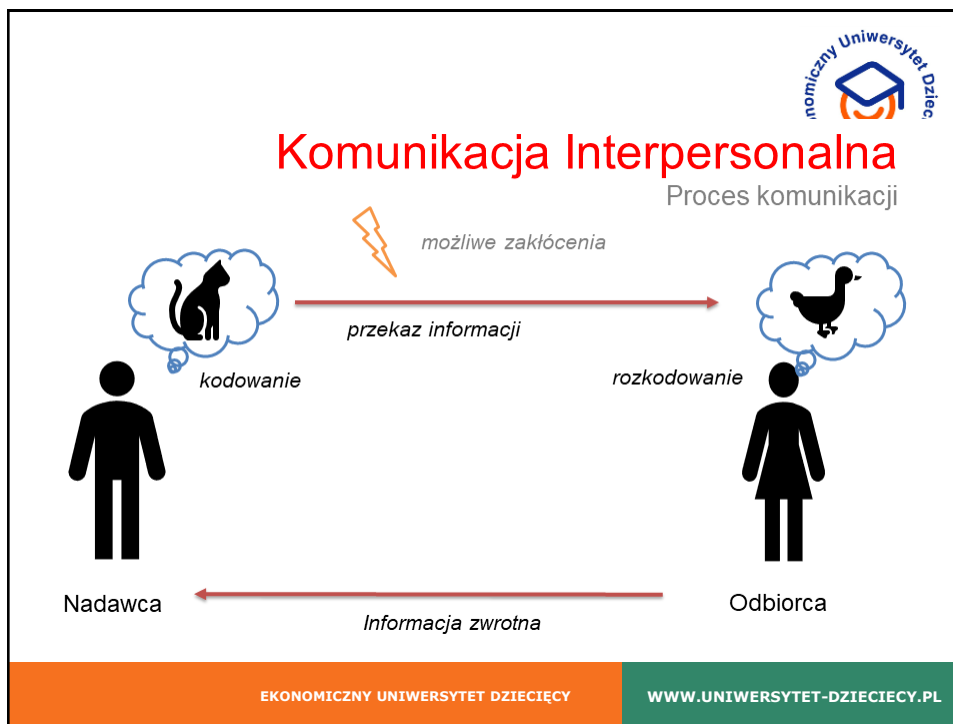 nomiczny Uniwersytet Dziec
Komunikacja Interpersonalna
Proces komunikacji
możliwe zakłócenia
przekaz informacji
kodowanie
rozkodowanie
Nadawca
Odbiorca
Informacja zwrotna
EKONOMICZNY UNIWERSYTET DZIECIĘCY
WWW.UNIWERSYTET-DZIECIECY.PL